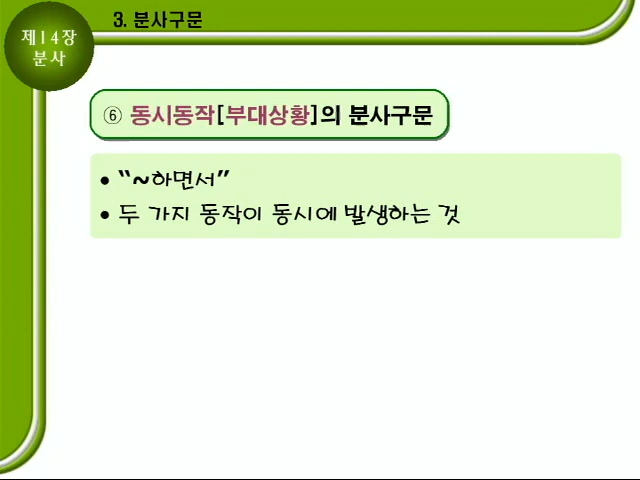 제14장
분사
3. 분사구문
⑥ 동시동작[부대상황]의 분사구문
• “~하면서”
• 두 가지 동작이 동시에 발생하는 것